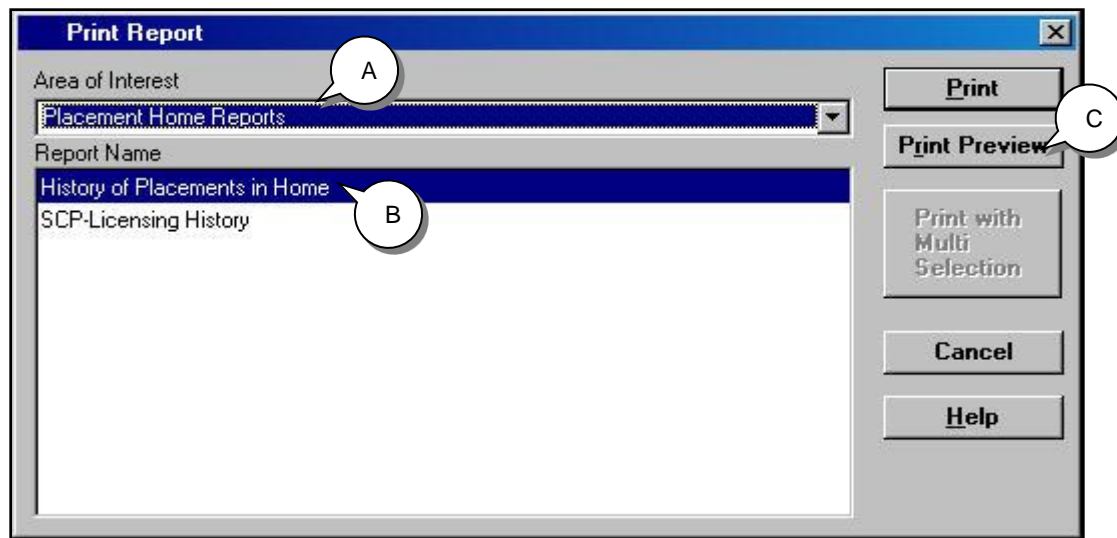 Print Report
Area of Interest
A
Print
Placement Home Reports
C
Print Preview
Report Name
History of Placements in Home
B
SCP-Licensing History
Print with
Multi
Selection
Cancel
Help